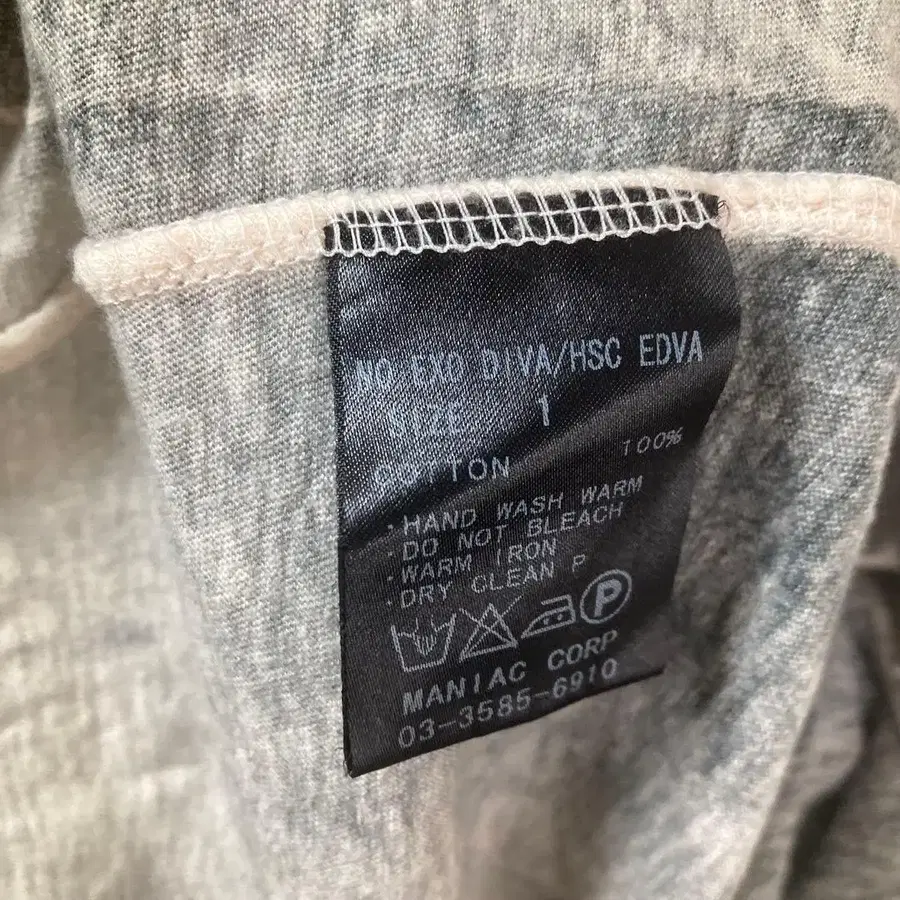 NO EXO DIVA/HSC EDVA
SIZE 1
COTTON 100%
·HAND WASH WARM
·DO NOT BLEACH
·WARM IRON
·DRY CLEAN P
P
MANIAC CORP
03-3585-6910